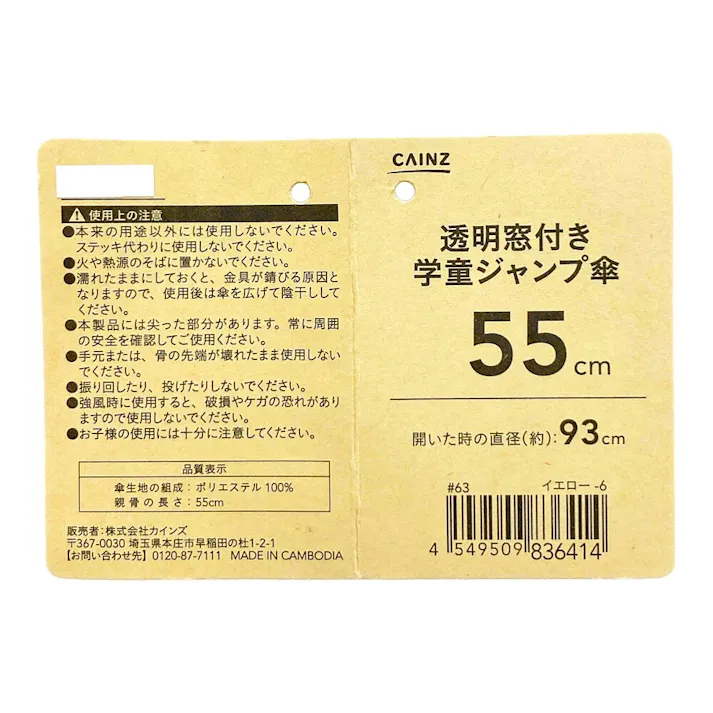 ⚠ 使用上の注意
●本来の用途以外には使用しないでください。
ステッキ代わりに使用しないでください。
●火や熱源のそばに置かないでください。
●濡れたままにしておくと、金具が錆びる原因と
なりますので、使用後は傘を広げて陰干しして
ください。
●本製品には尖った部分があります。常に周囲
の安全を確認してご使用ください。
●手元または、骨の先端が壊れたまま使用しない
でください。
●振り回したり、投げたりしないでください。
●強風時に使用すると、破損やケガの恐れがあり
ますので使用しないでください。
●お子様の使用には十分に注意してください。
品質表示
傘生地の組成:ポリエステル100%
親骨の長さ:55cm
販売者:株式会社カインズ
〒367-0030 埼玉県本庄市早稲田の杜1-2-1
【お問い合わせ先】0120-87-7111 MADE IN CAMBODIA
CAINZ
透明窓付き
学童ジャンプ傘
55cm
開いた時の直径(約):93cm
#63 イエロー-6
4 549509 836414